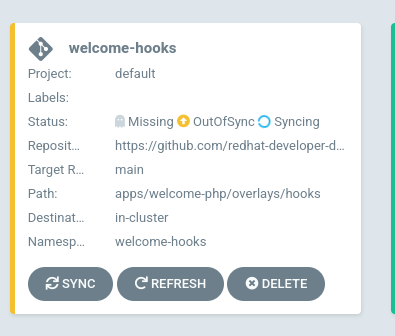 welcome-hooks
Project: default
Labels:
Status: Missing OutOfSync Syncing
Reposit... https://github.com/redhat-developer-d...
Target R... main
Path: apps/welcome-php/overlays/hooks
Destinat... in-cluster
Namesp... welcome-hooks
SYNC REFRESH DELETE